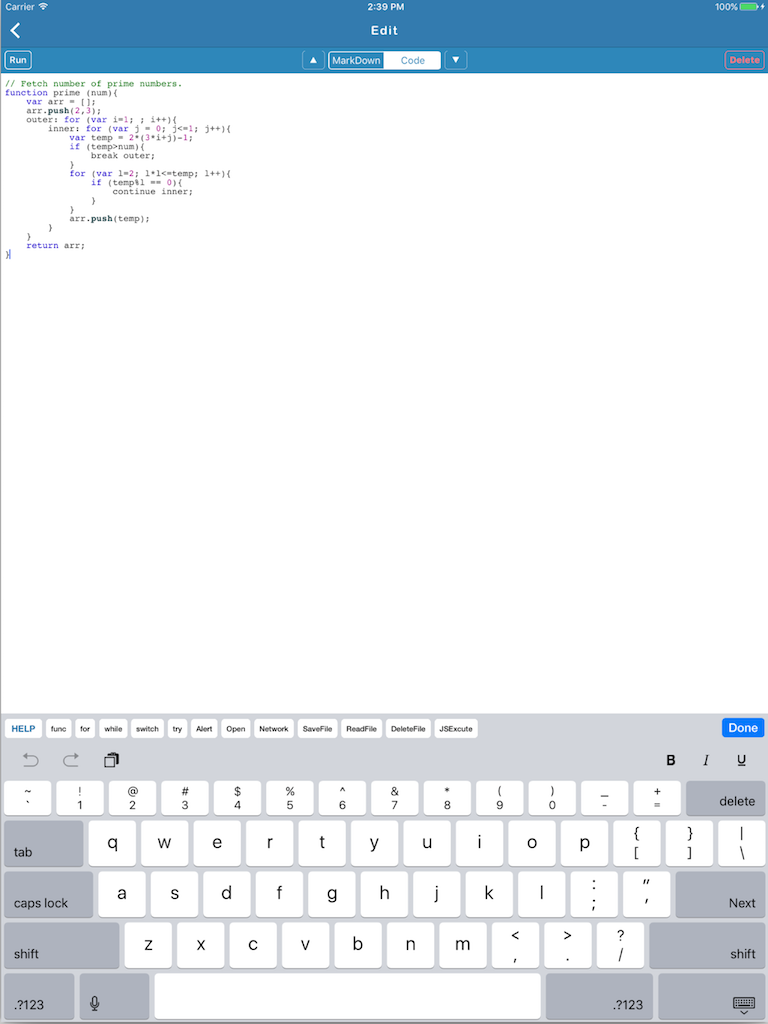 Carrier 2:39 PM 100%
Edit
Run ▲ MarkDown Code ▼ Delete
// Fetch number of prime numbers.
function prime (num){
    var arr = [];
    arr.push(2,3);
    outer: for (var i=1; ; i++){
        inner: for (var j = 0; j<=1; j++){
            var temp = 2*(3*i+j)-1;
            if (temp>num){
                break outer;
            }
            for (var l=2; l*l<=temp; l++){
                if (temp%l == 0){
                    continue inner;
                }
            }
            arr.push(temp);
        }
    }
    return arr;
}
HELP func for while switch try Alert Open Network SaveFile ReadFile DeleteFile JSExcute Done
B I U
~ ! @ # $ % ^ & * ( ) _ +
` 1 2 3 4 5 6 7 8 9 0 - = delete
tab q w e r t y u i o p { } |
[ ] \
caps lock a s d f g h j k l : " Next
; '
shift z x c v b n m < > ? shift
, . /
.?123 .?123